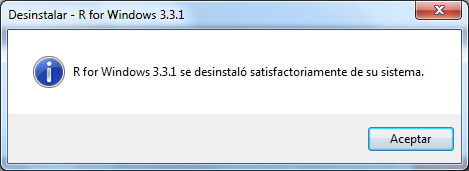 Desinstalar - R for Windows 3.3.1
R for Windows 3.3.1 se desinstaló satisfactoriamente de su sistema.
Aceptar